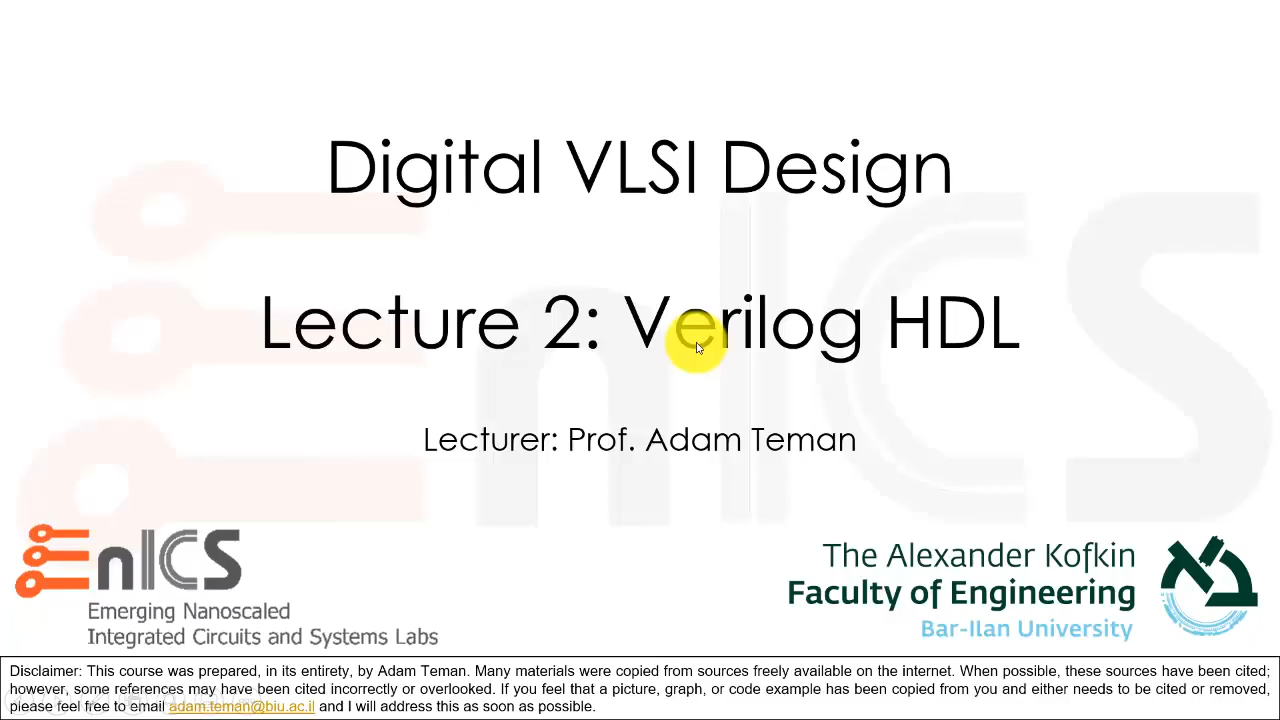 Digital VLSI Design
Lecture 2: Verilog HDL
Lecturer: Prof. Adam Teman
EnICS
Emerging Nanoscaled
Integrated Circuits and Systems Labs
The Alexander Kofkin
Faculty of Engineering
Bar-Ilan University
Disclaimer: This course was prepared, in its entirety, by Adam Teman. Many materials were copied from sources freely available on the internet. When possible, these sources have been cited;
however, some references may have been cited incorrectly or overlooked. If you feel that a picture, graph, or code example has been copied from you and either needs to be cited or removed,
please feel free to email adam.teman@biu.ac.il and I will address this as soon as possible.